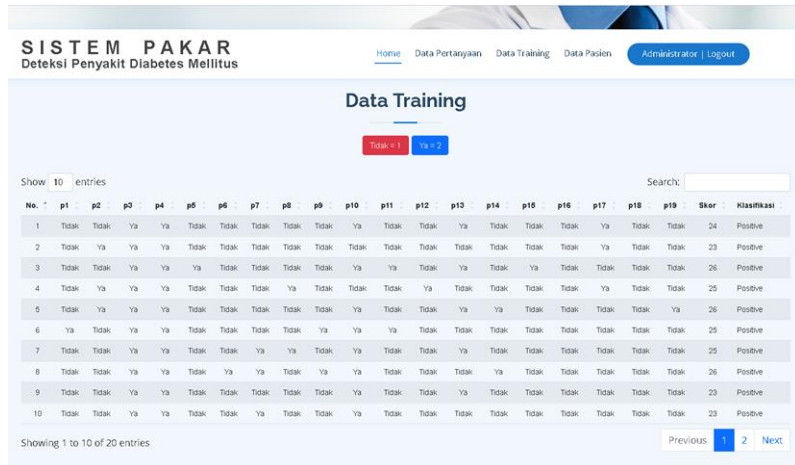 SISTEM PAKAR
Deteksi Penyakit Diabetes Mellitus
Home Data Pertanyaan Data Training Data Pasien Administrator | Logout
Data Training
Tidak = 1 Ya = 2
Show 10 entries Search:
No. p1 p2 p3 p4 p5 p6 p7 p8 p9 p10 p11 p12 p13 p14 p15 p16 p17 p18 p19 Skor Klasifikasi
1 Tidak Tidak Ya Ya Tidak Tidak Tidak Tidak Tidak Ya Tidak Tidak Ya Tidak Tidak Tidak Ya Tidak Tidak 24 Positive
2 Tidak Ya Ya Ya Tidak Tidak Tidak Tidak Tidak Tidak Tidak Tidak Tidak Tidak Tidak Tidak Ya Tidak Tidak 23 Positive
3 Tidak Tidak Ya Ya Ya Tidak Tidak Tidak Tidak Ya Ya Tidak Ya Tidak Ya Tidak Tidak Tidak Tidak 26 Positive
4 Tidak Ya Ya Ya Tidak Tidak Tidak Ya Tidak Tidak Tidak Ya Tidak Tidak Tidak Tidak Ya Tidak Tidak 25 Positive
5 Tidak Ya Ya Ya Tidak Tidak Tidak Tidak Tidak Ya Tidak Tidak Ya Ya Tidak Tidak Tidak Tidak Ya 26 Positive
6 Ya Tidak Ya Ya Tidak Tidak Tidak Tidak Ya Ya Ya Tidak Tidak Tidak Tidak Tidak Tidak Tidak Tidak 25 Positive
7 Tidak Tidak Ya Ya Tidak Tidak Ya Ya Tidak Ya Tidak Tidak Ya Tidak Tidak Tidak Tidak Tidak Tidak 25 Positive
8 Tidak Tidak Ya Ya Tidak Ya Ya Tidak Ya Ya Tidak Tidak Tidak Ya Tidak Tidak Tidak Tidak Tidak 26 Positive
9 Tidak Tidak Ya Ya Tidak Tidak Tidak Tidak Tidak Ya Tidak Tidak Ya Tidak Tidak Tidak Tidak Tidak Tidak 23 Positive
10 Tidak Tidak Ya Ya Tidak Tidak Ya Tidak Tidak Ya Tidak Tidak Tidak Tidak Tidak Tidak Tidak Tidak Tidak 23 Positive
Showing 1 to 10 of 20 entries Previous 1 2 Next